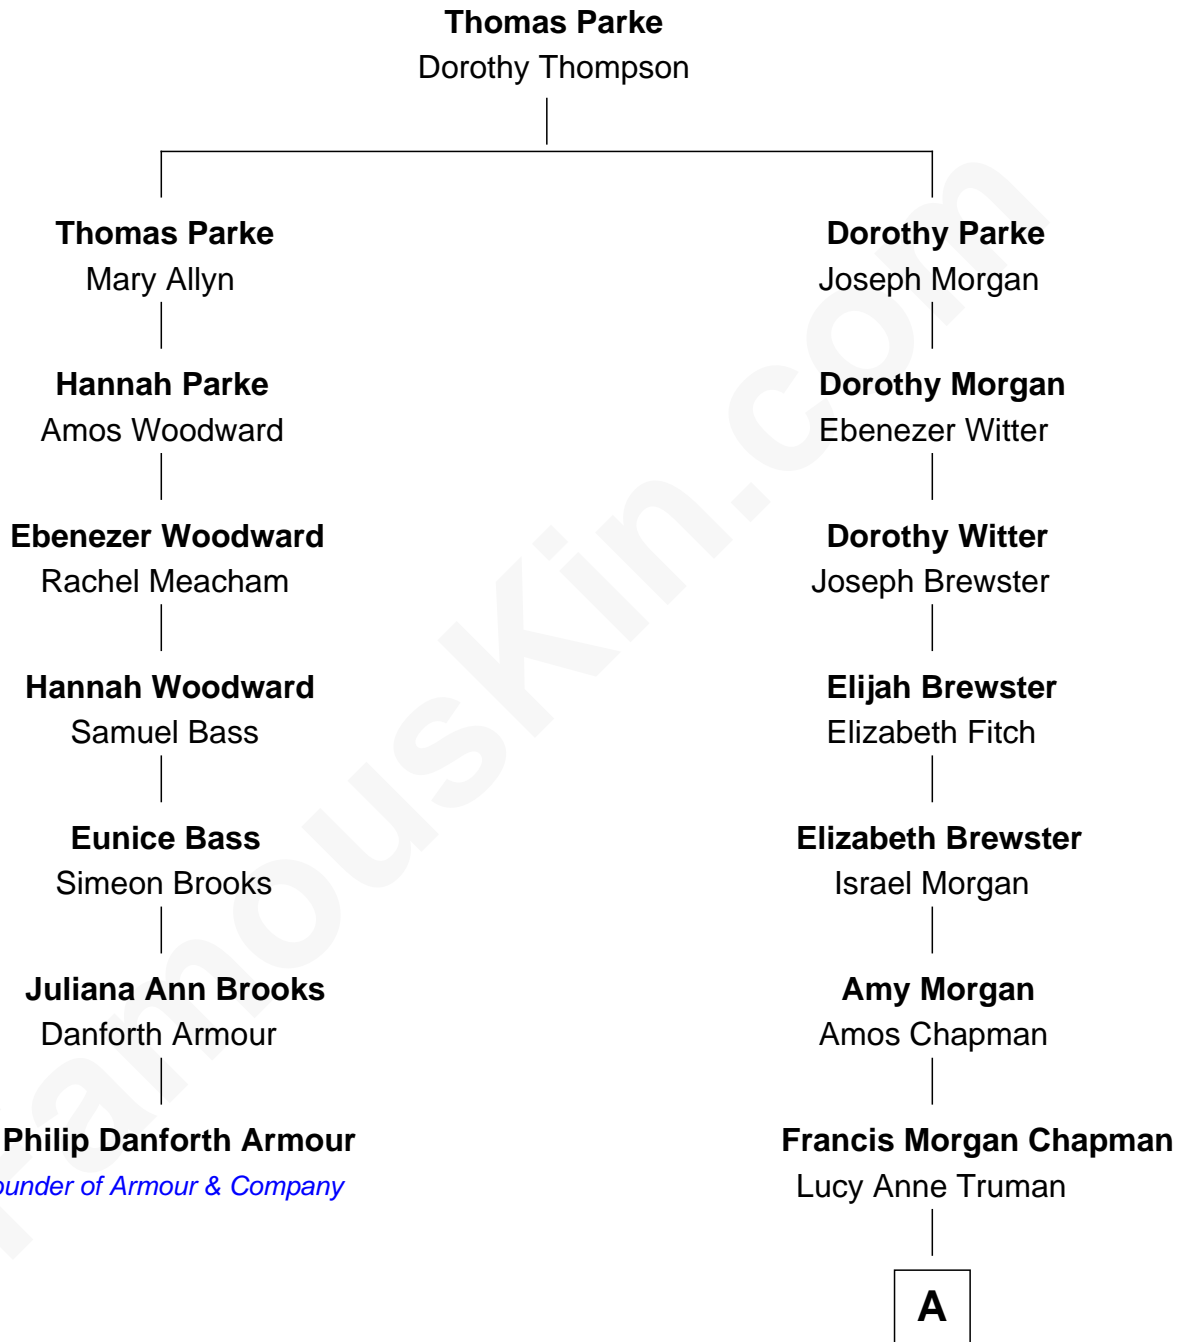 Thomas Parke
Dorothy Thompson
Thomas Parke
Mary Allyn
Dorothy Parke
Joseph Morgan
Hannah Parke
Amos Woodward
Dorothy Morgan
Ebenezer Witter
Ebenezer Woodward
Rachel Meacham
Dorothy Witter
Joseph Brewster
Hannah Woodward
Samuel Bass
Elijah Brewster
Elizabeth Fitch
Eunice Bass
Simeon Brooks
Elizabeth Brewster
Israel Morgan
Juliana Ann Brooks
Danforth Armour
Amy Morgan
Amos Chapman
Philip Danforth Armour
ounder of Armour & Company
Francis Morgan Chapman
Lucy Anne Truman
A
FamousKin.com